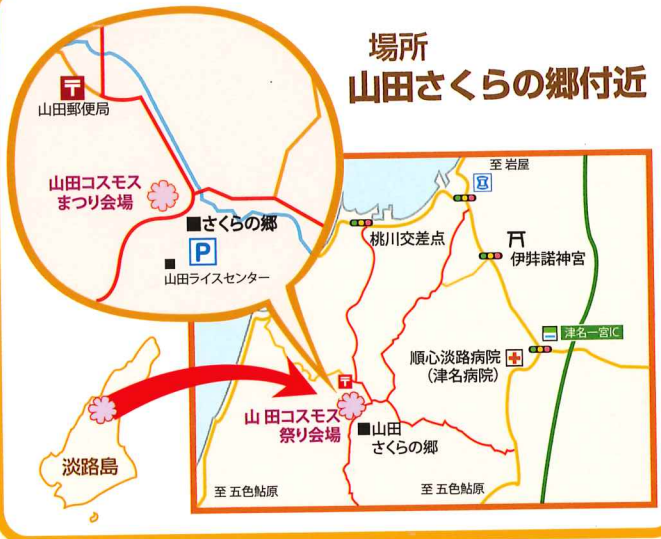 場所
山田さくらの郷付近
〒
山田郵便局
山田コスモス
まつり会場
■さくらの郷
P
■
山田ライスセンター
至 岩屋
桃川交差点
伊弉諾神宮
津名一宮IC
順心淡路病院
(津名病院)
〒
山田コスモス
祭り会場
■山田
さくらの郷
淡路島
至 五色鮎原
至 五色鮎原